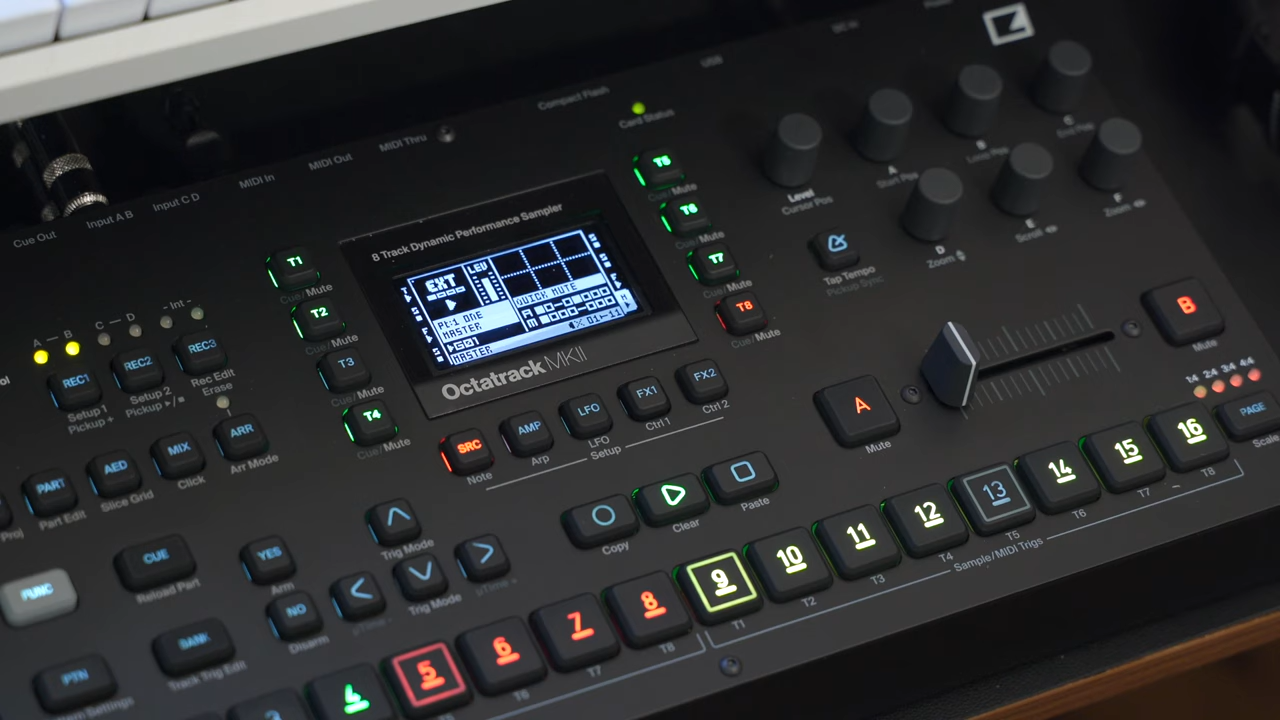 Compact Flash
USB
Card Status
MIDI Thru
MIDI Out
MIDI In
Input C D
Input A B
Cue Out
8 Track Dynamic Performance Sampler
EXT
LEV
QUICK MUTE
Pt:1 ONE
MASTER
A
M
G01
MASTER
Octatrack MKII
T1
Cue/Mute
T2
Cue/Mute
T3
Cue/Mute
T4
Cue/Mute
T5
Cue/Mute
T6
Cue/Mute
T7
Cue/Mute
T8
Cue/Mute
Level
Cursor Pos
A
Start Pos
B
Loop Pos
C
End Pos
D
Zoom
E
Scroll
F
Zoom
Tap Tempo
Pickup Sync
A — B
C — D
- Int -
REC1
Setup 1
Pickup +
REC2
Setup 2
Pickup
REC3
Rec Edit
Erase
Proj
PART
Part Edit
AED
Slice Grid
MIX
Click
ARR
Arr Mode
SRC
Note
AMP
Arp
LFO
LFO
Setup
FX1
Ctrl 1
FX2
Ctrl 2
A
Mute
B
Mute
1:4 2:4 3:4 4:4
PAGE
Scale
FUNC
CUE
Reload Part
YES
Arm
NO
Disarm
Trig Mode
Trig Mode
µTime +
Copy
Clear
Paste
PTN
BANK
Track Trig Edit
3
4
5
6
T6
7
T7
8
T8
9
T1
10
T2
11
T3
12
T4
13
T5
14
T6
15
T7
16
T8
Sample/MIDI Trigs